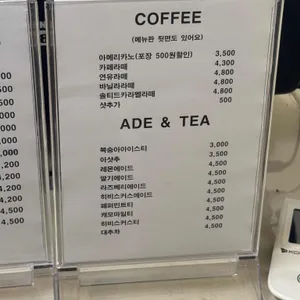 COFFEE
(메뉴판 뒷면도 있어요)
아메리카노(포장 500원할인) 3,500
카페라떼 4,300
연유라떼 4,800
바닐라라떼 4,800
솔티드카라멜라떼 4,800
샷추가 500
ADE & TEA
복숭아아이스티 3,000
아샷추 3,500
레몬에이드 4,500
딸기에이드 4,500
라즈베리에이드 4,500
히비스커스에이드 4,500
페퍼민트티 4,500
캐모마일티 4,500
히비스커스티 4,500
대추차 4,500